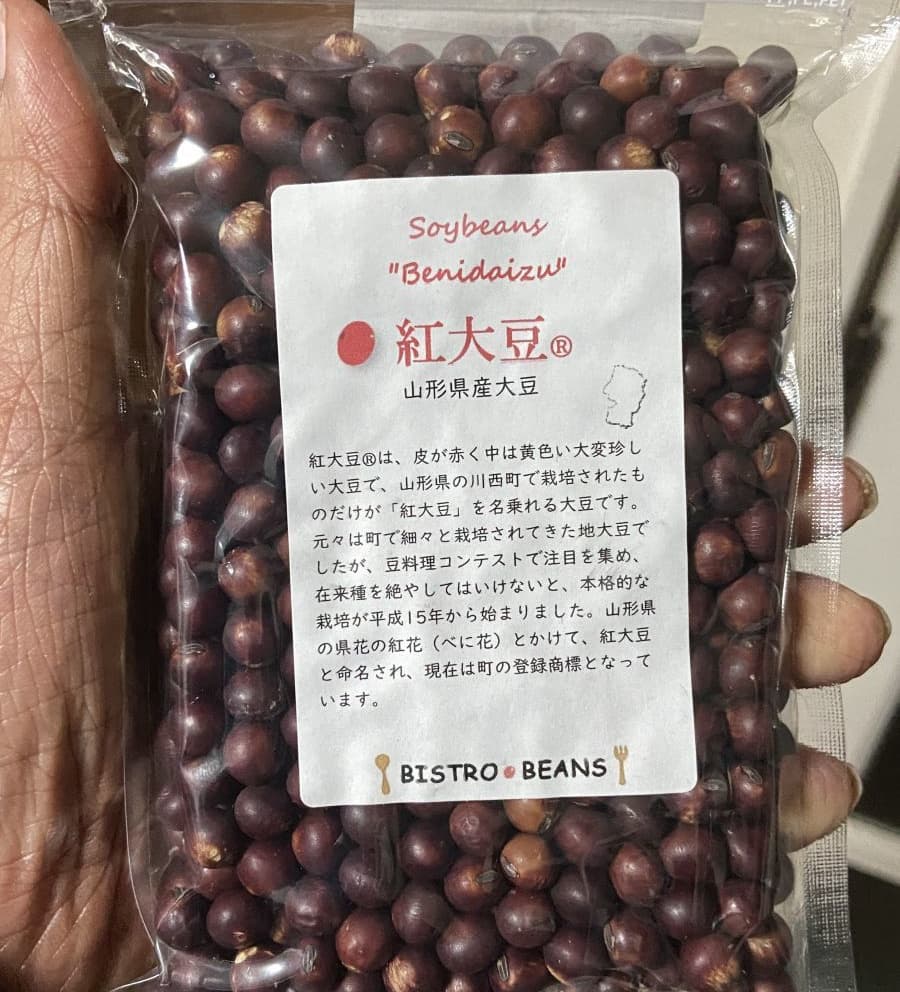 Soybeans
"Benidaizu"
紅大豆®
山形県産大豆
紅大豆®は、皮が赤く中は黄色い大変珍し
い大豆で、山形県の川西町で栽培されたも
のだけが「紅大豆」を名乗れる大豆です。
元々は町で細々と栽培されてきた地大豆で
したが、豆料理コンテストで注目を集め、
在来種を絶やしてはいけないと、本格的な
栽培が平成15年から始まりました。山形県
の県花の紅花（べに花）とかけて、紅大豆
と命名され、現在は町の登録商標となって
います。
BISTRO BEANS